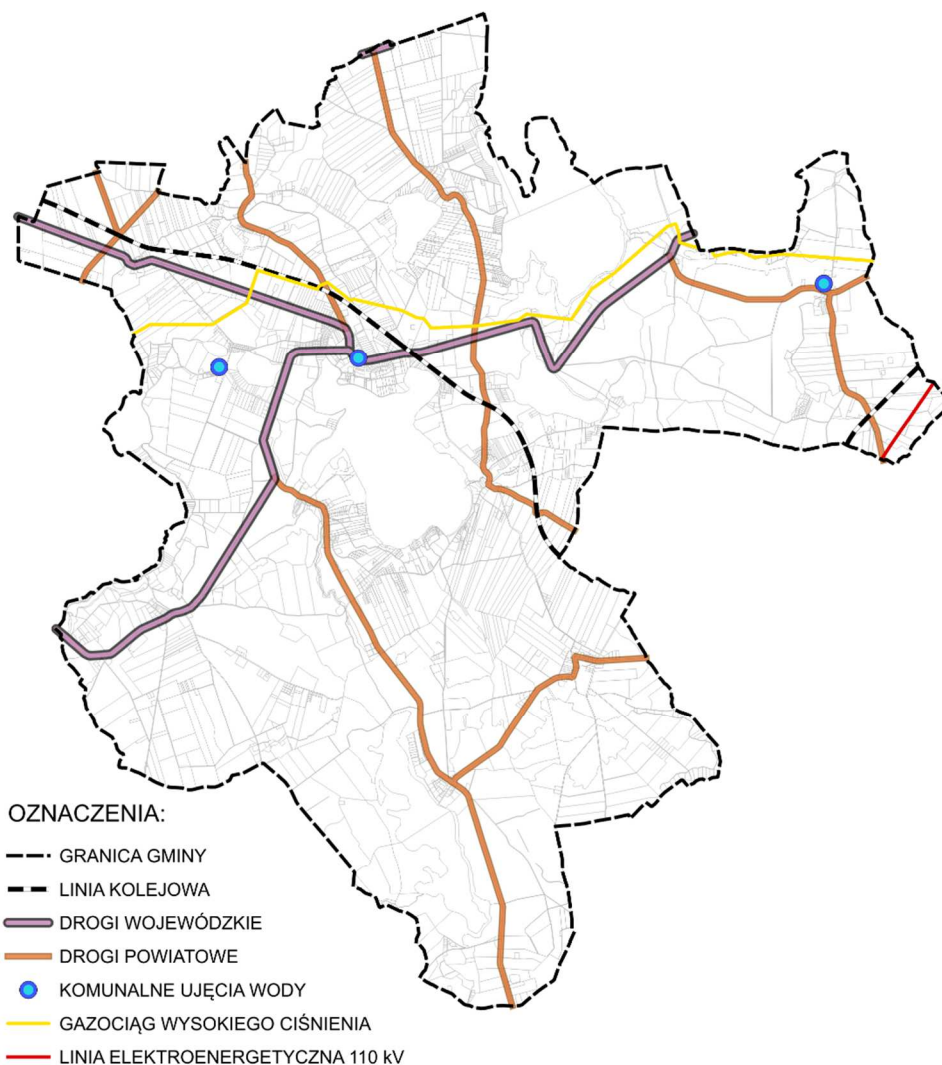 OZNACZENIA:
GRANICA GMINY
LINIA KOLEJOWA
DROGI WOJEWÓDZKIE
DROGI POWIATOWE
KOMUNALNE UJĘCIA WODY
GAZOCIĄG WYSOKIEGO CIŚNIENIA
LINIA ELEKTROENERGETYCZNA 110 kV